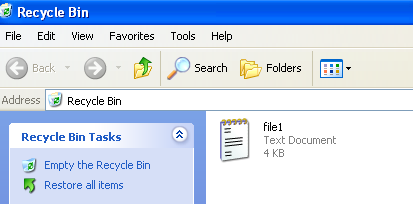 Recycle Bin
File Edit View Favorites Tools Help
Back Search Folders
Address Recycle Bin
Recycle Bin Tasks
Empty the Recycle Bin
Restore all items
file1
Text Document
4 KB